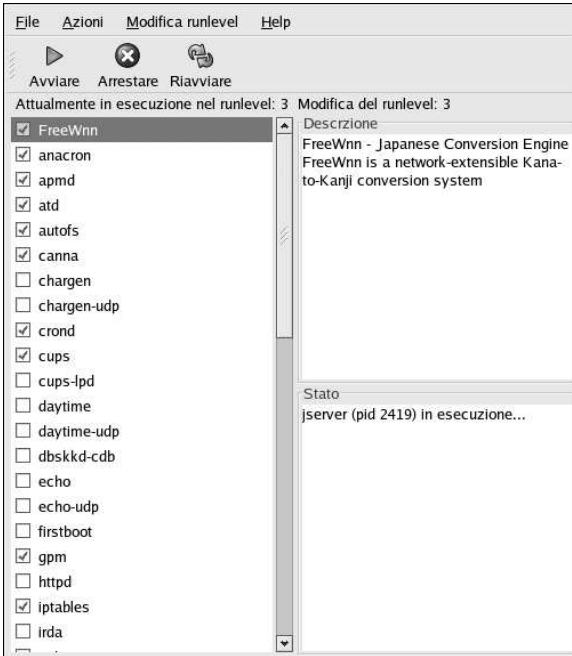 File Azioni Modifica runlevel Help
Avviare Arrestare Riavviare
Attualmente in esecuzione nel runlevel: 3 Modifica del runlevel: 3
FreeWnn
anacron
apmd
atd
autofs
canna
chargen
chargen-udp
crond
cups
cups-lpd
daytime
daytime-udp
dbskkd-cdb
echo
echo-udp
firstboot
gpm
httpd
iptables
irda
Descrzione
FreeWnn - Japanese Conversion Engine
FreeWnn is a network-extensible Kana-
to-Kanji conversion system
Stato
jserver (pid 2419) in esecuzione...